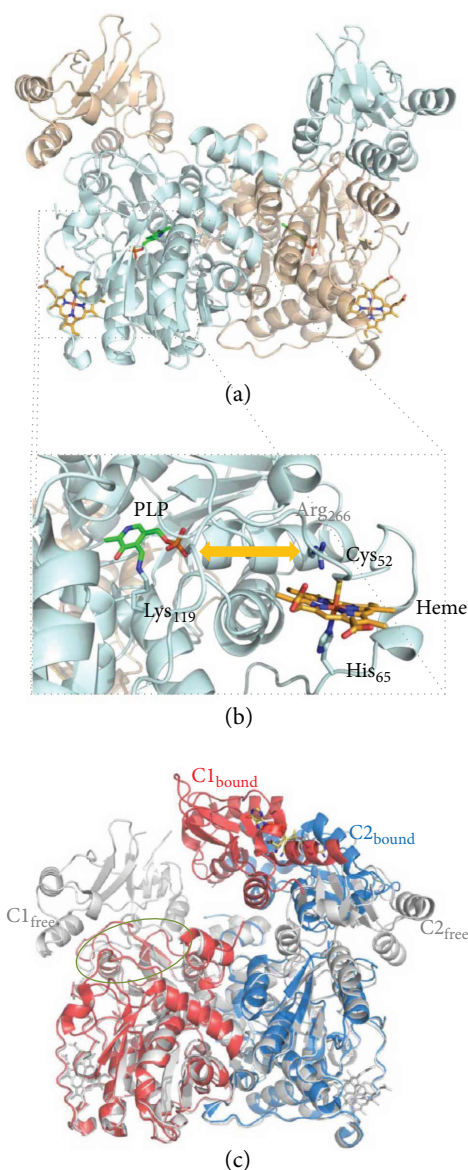 (a)
PLP
Arg266
Cys52
Lys119
Heme
His65
(b)
C1bound
C2bound
C1free
C2free
(c)